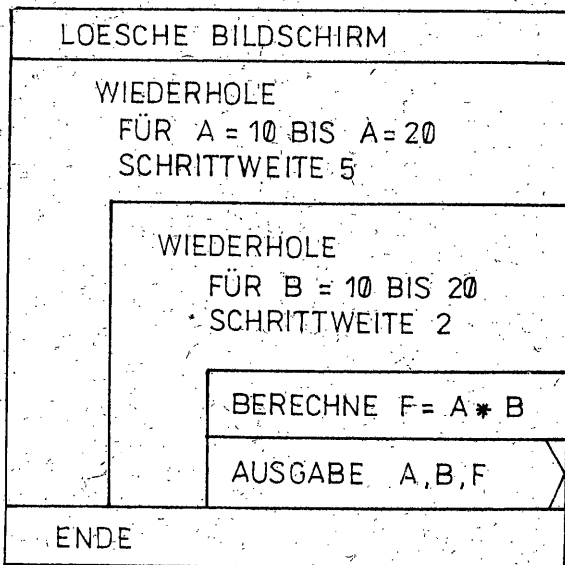 LOESCHE BILDSCHIRM
WIEDERHOLE
FÜR A = 10 BIS A = 20
SCHRITTWEITE 5
WIEDERHOLE
FÜR B = 10 BIS 20
SCHRITTWEITE 2
BERECHNE F = A * B
AUSGABE A,B,F
ENDE